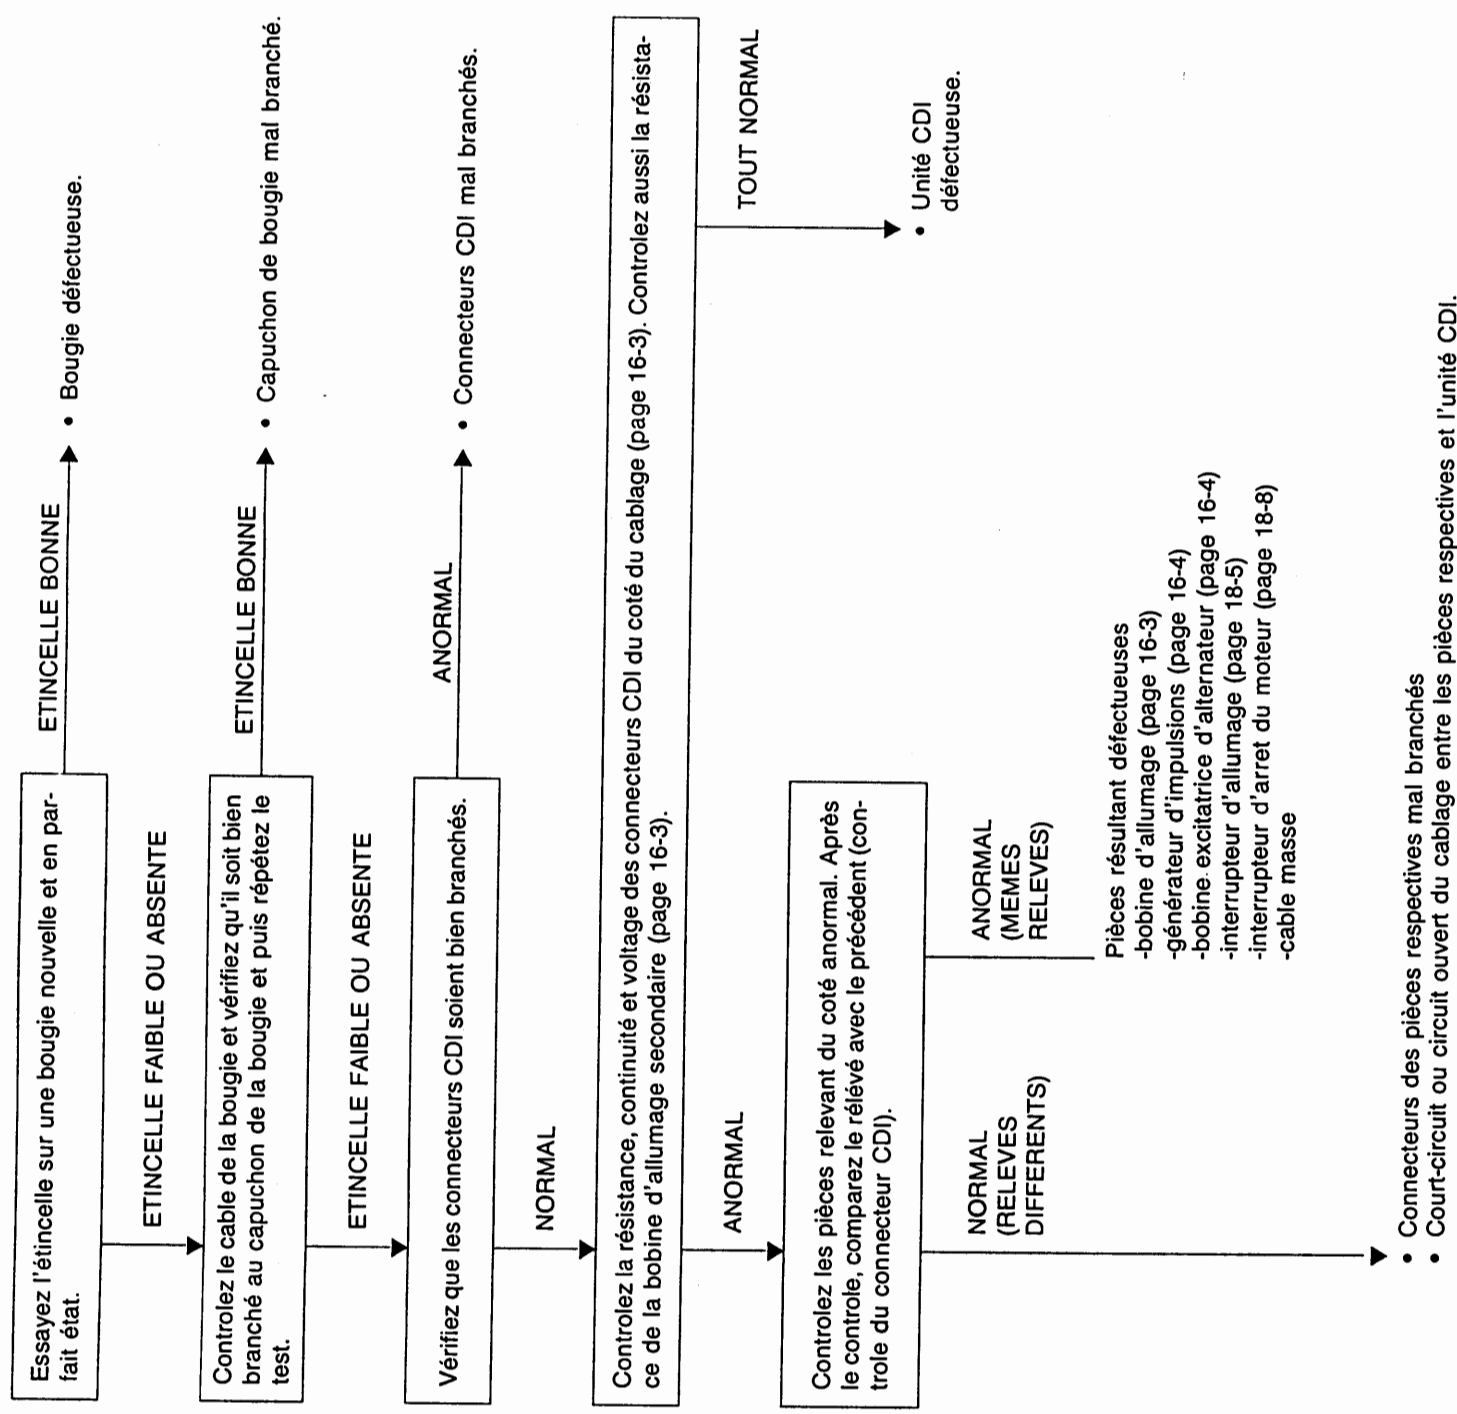 Essayez l'étincelle sur une bougie nouvelle et en par-
fait état.
ETINCELLE BONNE
• Bougie défectueuse.
ETINCELLE FAIBLE OU ABSENTE
Controlez le cable de la bougie et vérifiez qu'il soit bien
branché au capuchon de la bougie et puis répétez le
test.
ETINCELLE BONNE
• Capuchon de bougie mal branché.
ETINCELLE FAIBLE OU ABSENTE
Vérifiez que les connecteurs CDI soient bien branchés.
ANORMAL
• Connecteurs CDI mal branchés.
NORMAL
Controlez la résistance, continuité et voltage des connecteurs CDI du coté du cablage (page 16-3). Controlez aussi la résista-
ce de la bobine d'allumage secondaire (page 16-3).
ANORMAL
TOUT NORMAL
• Unité CDI
défectueuse.
Controlez les pièces relevant du coté anormal. Après
le controle, comparez le rélévé avec le précédent (con-
trole du connecteur CDI).
NORMAL
(RELEVES
DIFFERENTS)
ANORMAL
(MEMES
RELEVES)
Pièces résultant défectueuses
-bobine d'allumage (page 16-3)
-générateur d'impulsions (page 16-4)
-bobine excitatrice d'alternateur (page 16-4)
-interrupteur d'allumage (page 18-5)
-interrupteur d'arret du moteur (page 18-8)
-cable masse
• Connecteurs des pièces respectives mal branchés
• Court-circuit ou circuit ouvert du cablage entre les pièces respectives et l'unité CDI.